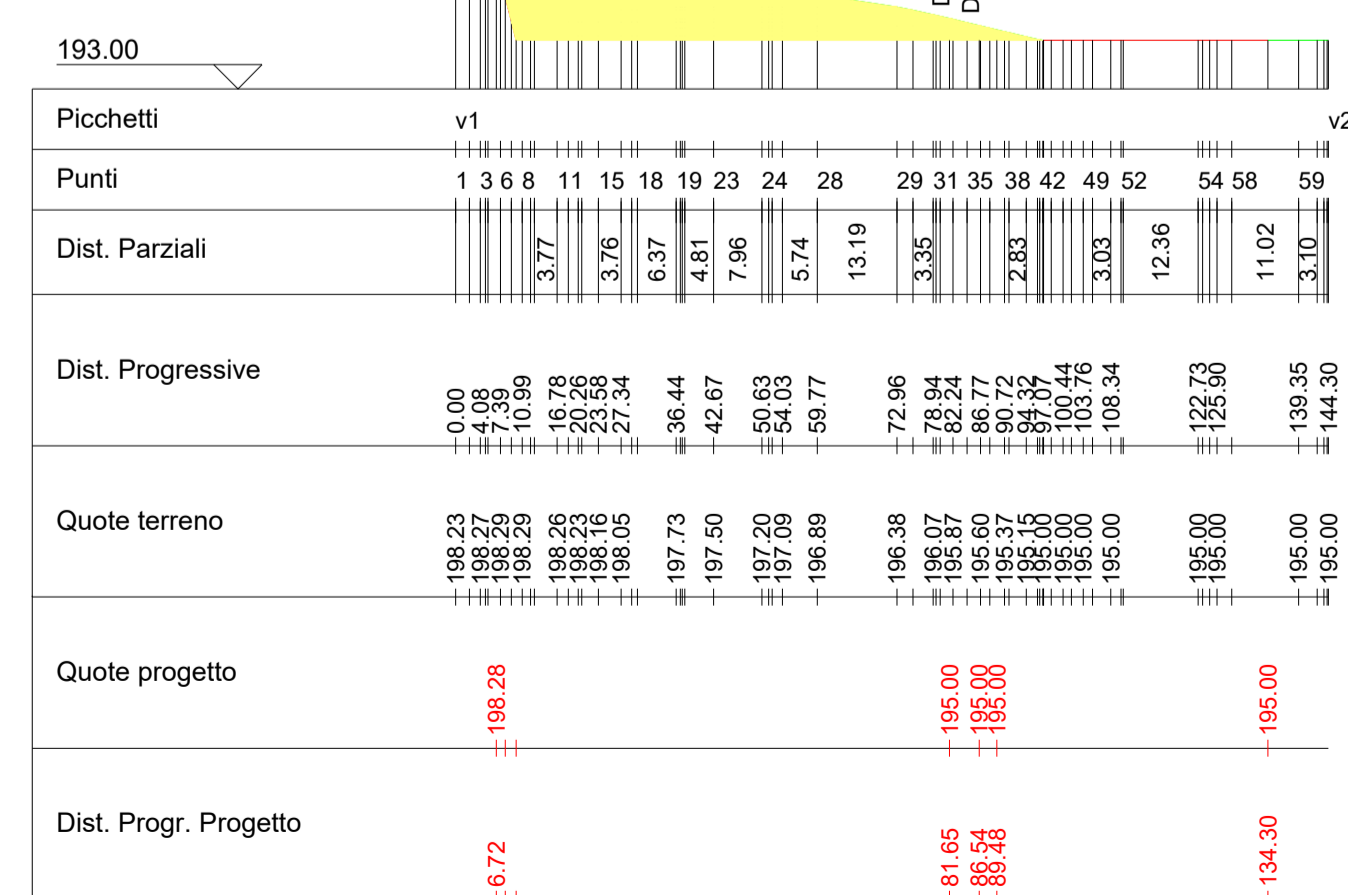 D
D
193.00
Picchetti v1 v2
Punti 1 3 6 8 11 15 18 19 23 24 28 29 31 35 38 42 49 52 54 58 59
Dist. Parziali 3.77 3.76 6.37 4.81 7.96 5.74 13.19 3.35 2.83 3.03 12.36 11.02 3.10
Dist. Progressive 0.00 4.08 7.39 10.99 16.78 20.26 23.58 27.34 36.44 42.67 50.63 54.03 59.77 72.96 78.94 82.24 86.77 90.72 94.32 97.07 100.44 103.76 108.34 122.73 125.90 139.35 144.30
Quote terreno 198.23 198.27 198.29 198.29 198.26 198.23 198.16 198.05 197.73 197.50 197.20 197.09 196.89 196.38 196.07 195.87 195.60 195.37 195.15 195.00 195.00 195.00 195.00 195.00 195.00 195.00 195.00
Quote progetto 198.28 195.00 195.00 195.00 195.00
Dist. Progr. Progetto 6.72 81.65 86.54 89.48 134.30